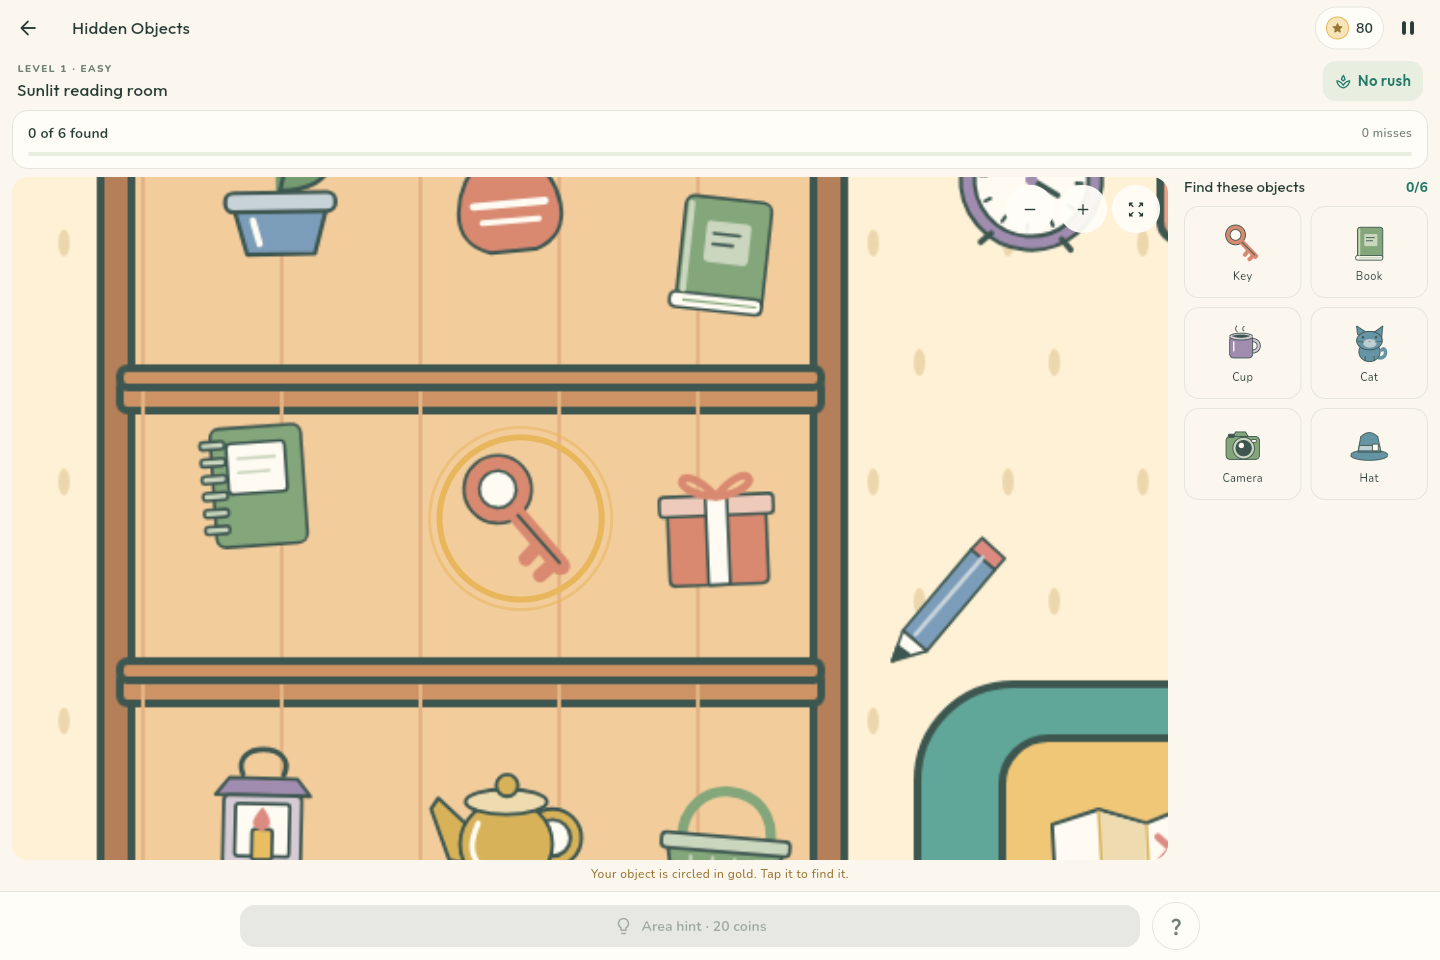 Hidden Objects
80
LEVEL 1 · EASY
Sunlit reading room
No rush
0 of 6 found
0 misses
Find these objects
0/6
Key
Book
Cup
Cat
Camera
Hat
Your object is circled in gold. Tap it to find it.
Area hint · 20 coins
?